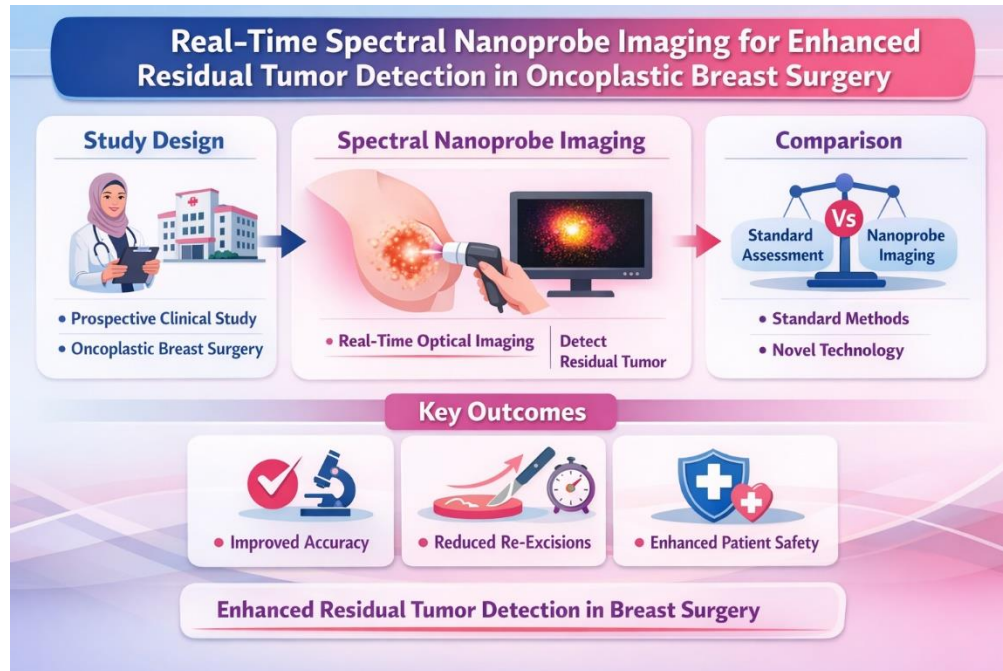 Real-Time Spectral Nanoprobe Imaging for Enhanced
Residual Tumor Detection in Oncoplastic Breast Surgery
Study Design
• Prospective Clinical Study
• Oncoplastic Breast Surgery
Spectral Nanoprobe Imaging
• Real-Time Optical Imaging
Detect
Residual Tumor
Comparison
Vs
Standard
Assessment
Nanoprobe
Imaging
• Standard Methods
• Novel Technology
Key Outcomes
• Improved Accuracy
• Reduced Re-Excisions
• Enhanced Patient Safety
Enhanced Residual Tumor Detection in Breast Surgery